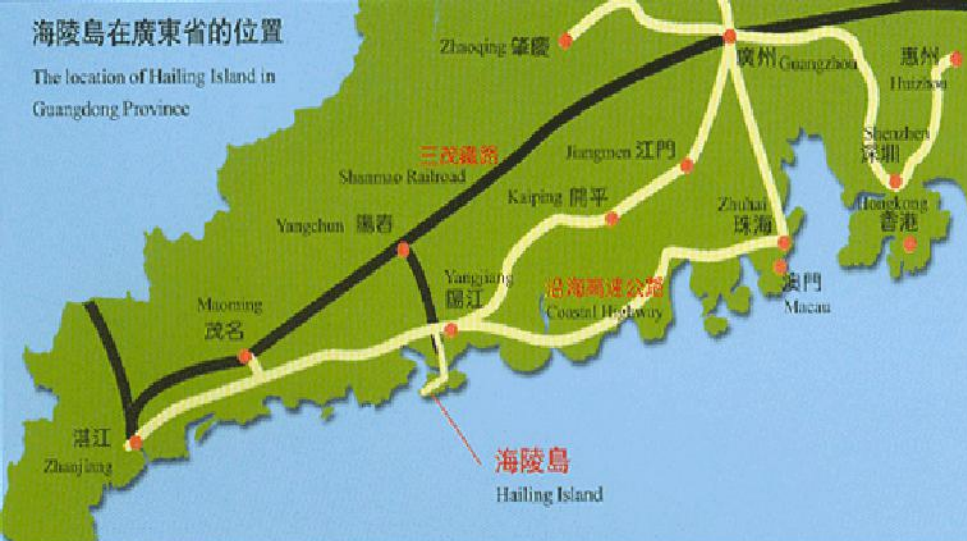 海陵島在廣東省的位置
The location of Hailing Island in
Guangdong Province
Zhaoqing 肇慶
廣州 Guangzhou
惠州
Huizhou
三茂鐵路
Shanmao Railroad
Jiangmen 江門
Shenzhen
深圳
Kaiping 開平
Zhuhai
珠海
Hongkong
香港
Yangchun 陽春
Yangjiang
陽江
沿海高速公路
Coastal Highway
澳門
Macau
Maoming
茂名
湛江
Zhanjiang
海陵島
Hailing Island